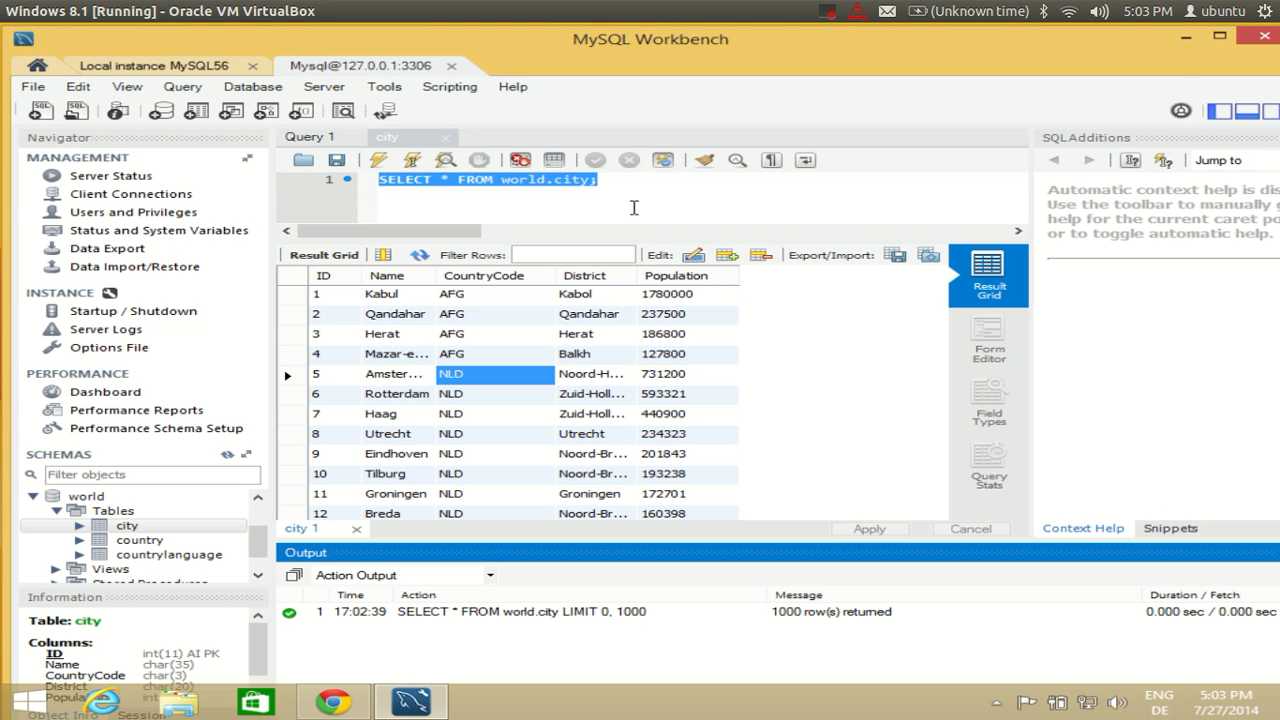 Windows 8.1 [Running] - Oracle VM VirtualBox
(Unknown time) 5:03 PM ubuntu
MySQL Workbench
Local instance MySQL56 Mysql@127.0.0.1:3306
File Edit View Query Database Server Tools Scripting Help
Navigator
MANAGEMENT
Server Status
Client Connections
Users and Privileges
Status and System Variables
Data Export
Data Import/Restore
INSTANCE
Startup / Shutdown
Server Logs
Options File
PERFORMANCE
Dashboard
Performance Reports
Performance Schema Setup
SCHEMAS
Filter objects
world
Tables
city
country
countrylanguage
Views
Stored Procedures
Information
Table: city
Columns:
ID int(11) AI PK
Name char(35)
CountryCode char(3)
District char(20)
Object Info Session
Query 1 city
1 SELECT * FROM world.city;
Result Grid Filter Rows: Edit: Export/Import:
ID Name CountryCode District Population
1 Kabul AFG Kabol 1780000
2 Qandahar AFG Qandahar 237500
3 Herat AFG Herat 186800
4 Mazar-e... AFG Balkh 127800
5 Amster... NLD Noord-H... 731200
6 Rotterdam NLD Zuid-Holl... 593321
7 Haag NLD Zuid-Holl... 440900
8 Utrecht NLD Utrecht 234323
9 Eindhoven NLD Noord-Br... 201843
10 Tilburg NLD Noord-Br... 193238
11 Groningen NLD Groningen 172701
12 Breda NLD Noord-Br... 160398
Result
Grid
Form
Editor
Field
Types
Query
Stats
city 1 Apply Cancel
SQLAdditions
Jump to
Automatic context help is dis
Use the toolbar to manually g
help for the current caret po
or to toggle automatic help.
Context Help Snippets
Output
Action Output
Time Action Message Duration / Fetch
1 17:02:39 SELECT * FROM world.city LIMIT 0, 1000 1000 row(s) returned 0.000 sec / 0.000 sec
ENG
DE
5:03 PM
7/27/2014